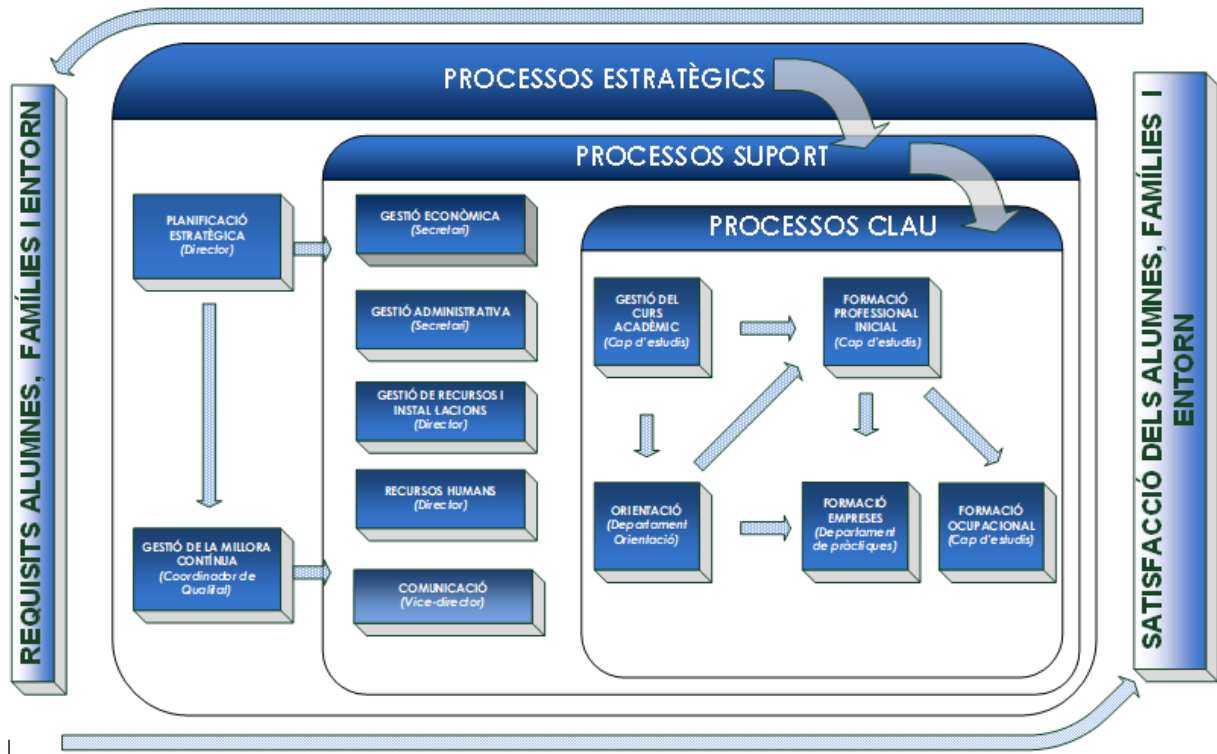 REQUISITS ALUMNES, FAMÍLIES I ENTORN
PROCESSOS ESTRATÈGICS
PLANIFICACIÓ
ESTRATÈGICA
(Director)
GESTIÓ DE LA MILLORA
CONTÍNUA
(Coordinador de
Qualitat)
PROCESSOS SUPORT
GESTIÓ ECONÒMICA
(Secretari)
GESTIÓ ADMINISTRATIVA
(Secretari)
GESTIÓ DE RECURSOS I
INSTAL·LACIONS
(Director)
RECURSOS HUMANS
(Director)
COMUNICACIÓ
(Vice-director)
PROCESSOS CLAU
GESTIÓ DEL
CURS
ACADÈMIC
(Cap d'estudis)
FORMACIÓ
PROFESSIONAL
INICIAL
(Cap d'estudis)
ORIENTACIÓ
(Departament
Orientació)
FORMACIÓ
EMPRESES
(Departament
de pràctiques)
FORMACIÓ
OCUPACIONAL
(Cap d'estudis)
SATISFACCIÓ DELS ALUMNES, FAMÍLIES I
ENTORN